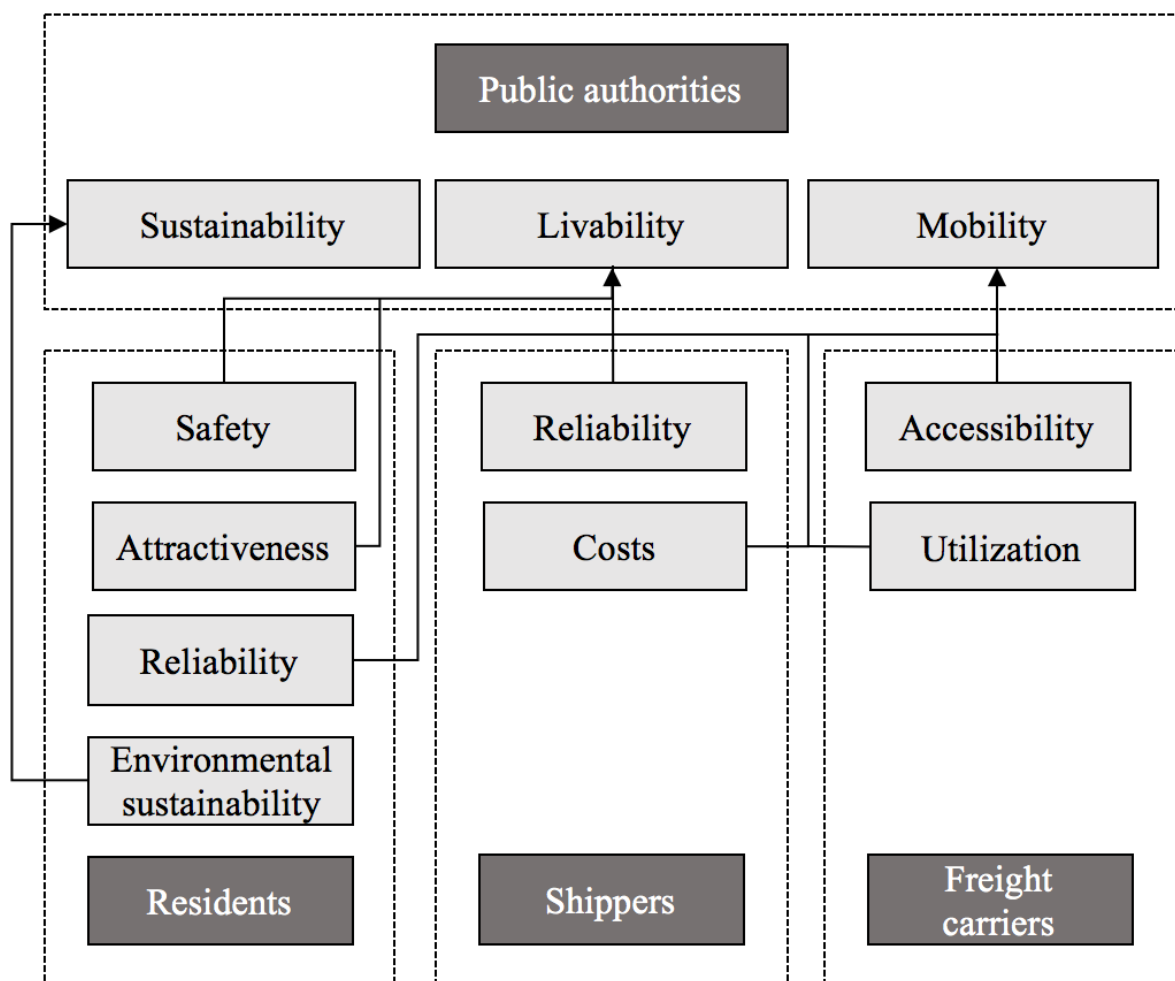 Public authorities
Sustainability
Livability
Mobility
Safety
Reliability
Accessibility
Attractiveness
Costs
Utilization
Reliability
Environmental
sustainability
Residents
Shippers
Freight
carriers